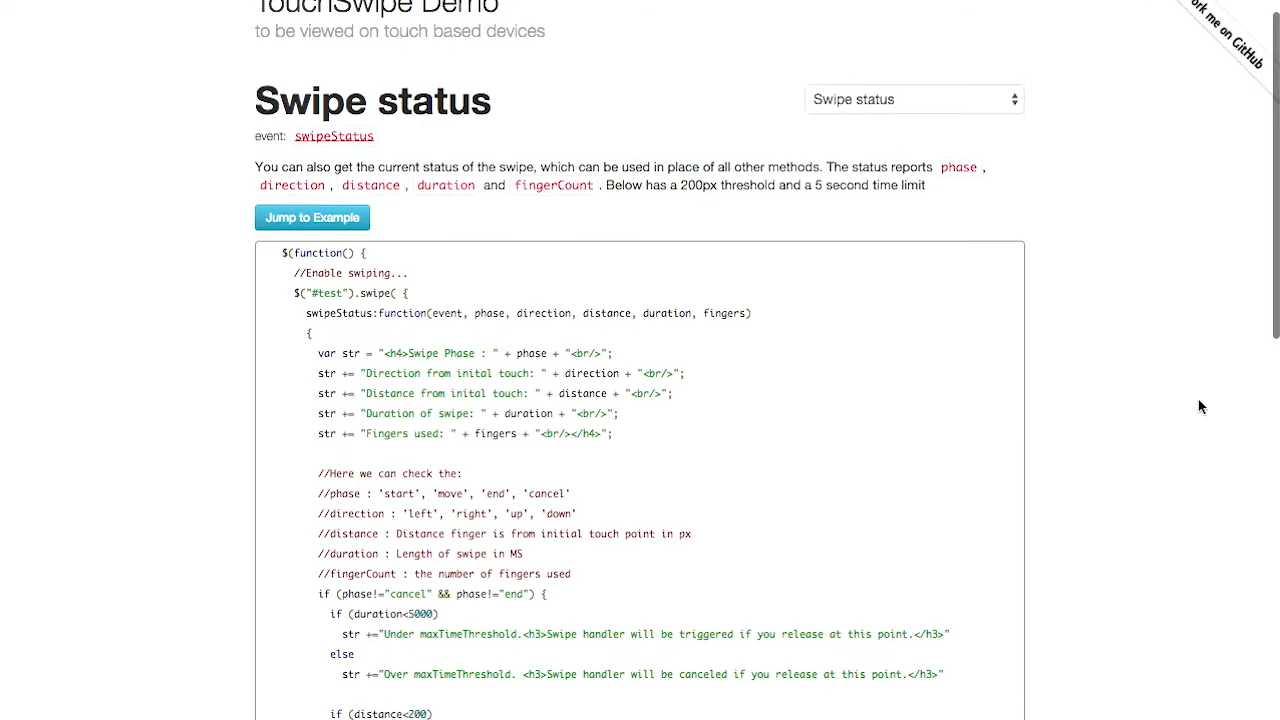 TouchSwipe Demo
to be viewed on touch based devices
ork me on GitHub
Swipe status
Swipe status
event: swipeStatus
You can also get the current status of the swipe, which can be used in place of all other methods. The status reports phase ,
direction , distance , duration and fingerCount . Below has a 200px threshold and a 5 second time limit
Jump to Example
$(function() {
//Enable swiping...
$("#test").swipe( {
swipeStatus:function(event, phase, direction, distance, duration, fingers)
{
var str = "<h4>Swipe Phase : " + phase + "<br/>";
str += "Direction from inital touch: " + direction + "<br/>";
str += "Distance from inital touch: " + distance + "<br/>";
str += "Duration of swipe: " + duration + "<br/>";
str += "Fingers used: " + fingers + "<br/></h4>";
//Here we can check the:
//phase : 'start', 'move', 'end', 'cancel'
//direction : 'left', 'right', 'up', 'down'
//distance : Distance finger is from initial touch point in px
//duration : Length of swipe in MS
//fingerCount : the number of fingers used
if (phase!="cancel" && phase!="end") {
if (duration<5000)
str +="Under maxTimeThreshold.<h3>Swipe handler will be triggered if you release at this point.</h3>"
else
str +="Over maxTimeThreshold. <h3>Swipe handler will be canceled if you release at this point.</h3>"
if (distance<200)